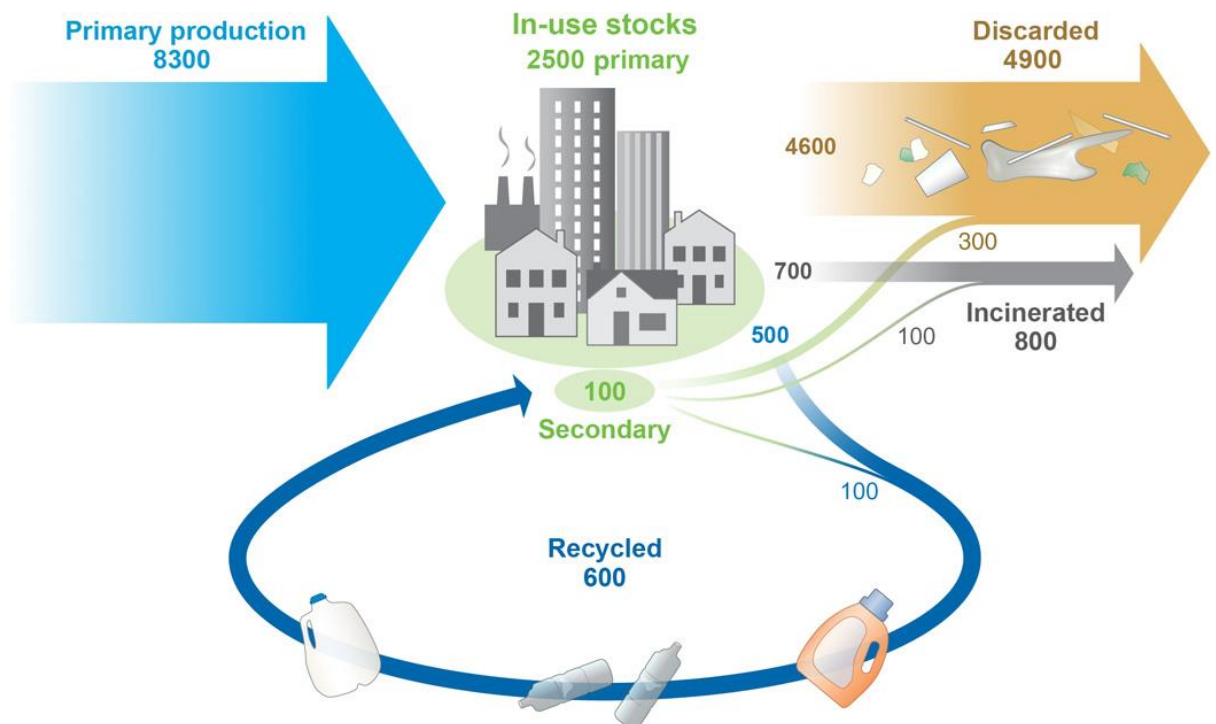 Primary production
8300
In-use stocks
2500 primary
Discarded
4900
4600
300
700
Incinerated
800
500
100
100
Secondary
100
Recycled
600